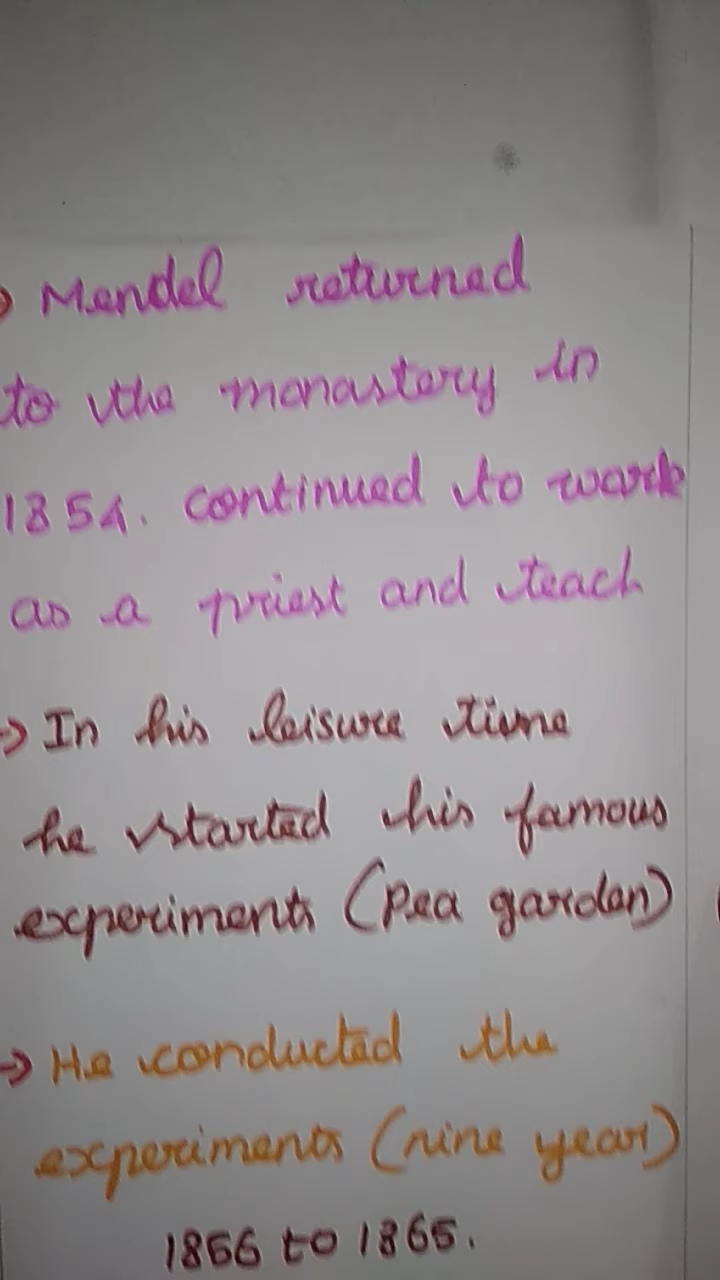 Mendel returned
to the monastery in
1854. continued to work
as a priest and teach
→ In his leisure time
he started his famous
experiments (Pea garden)
→ He conducted the
experiments (nine year)
1856 to 1865.